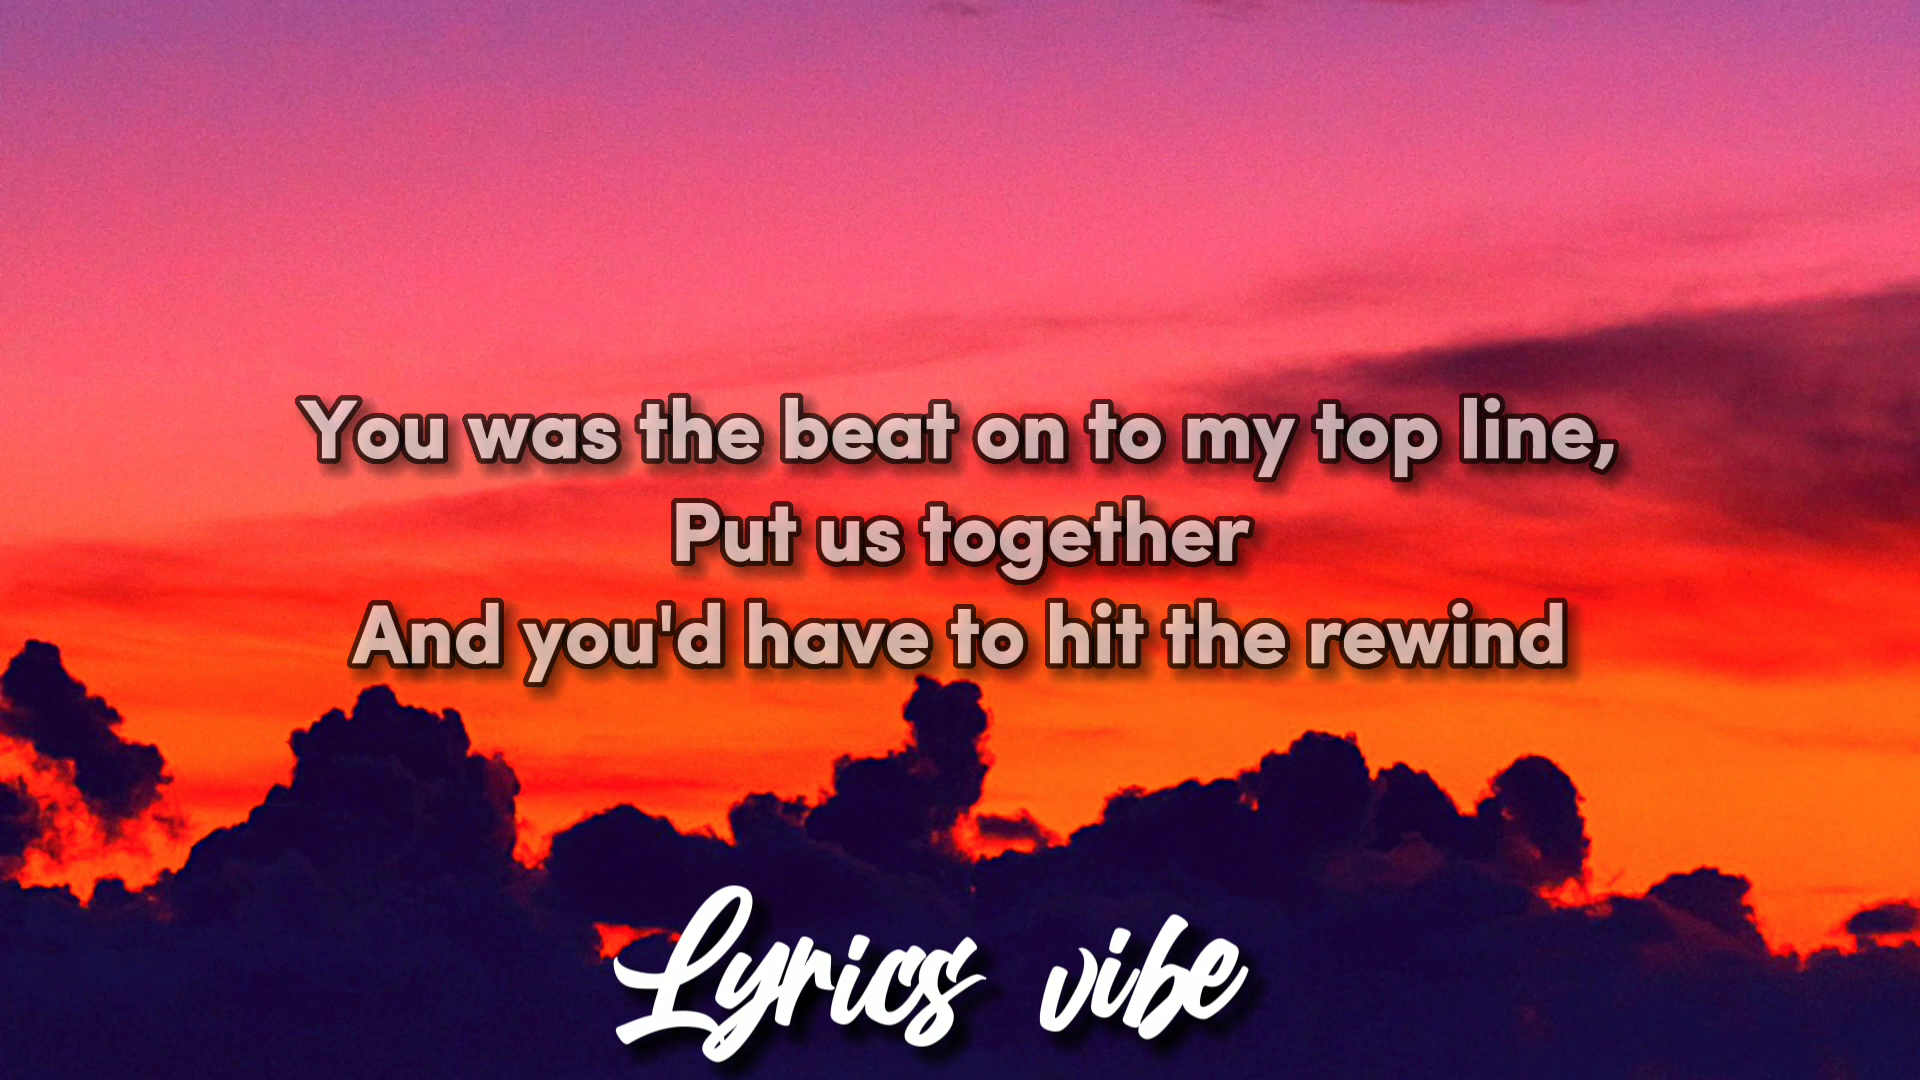 You was the beat on to my top line,
Put us together
And you'd have to hit the rewind
Lyrics vibe